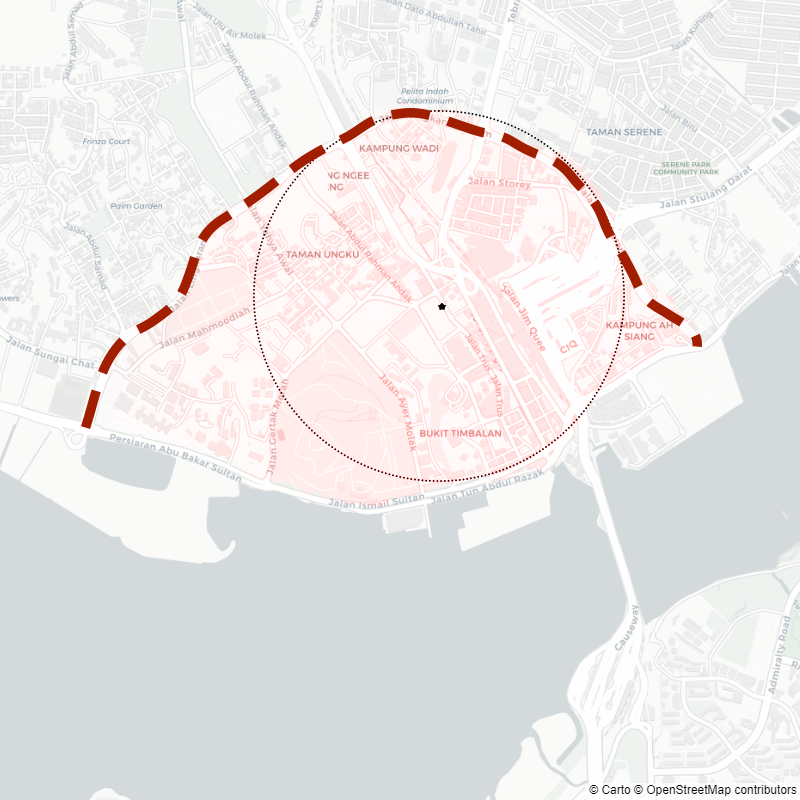 Jalan Dato Abdullah Tahir
Jalan Kuning
Jalan Ulu Air Molek
Awai
Jalan Abdul Samad
Jalan Abdul Rahman Andak
Pelita Indah
Condominium
Jalan Biru
TAMAN SERENE
Frinza Court
KAMPUNG WADI
SERENE PARK
COMMUNITY PARK
NG NGEE
NG
Jalan Storey
Jalan Stulang Darat
Palm Garden
Jalan Abdul Samad
Jalan Abdul Rahman Andak
TAMAN UNGKU
Jalan Jim Quee
Jalan Mahmoodiah
KAMPUNG AH
SIANG
CIQ
Jalan Sungai Chat
Jalan Trus
Jalan Trus
Jalan Ayer Molek
Jalan Gertak Merah
BUKIT TIMBALAN
Persiaran Abu Bakar Sultan
Jalan Ismail Sultan
Jalan Tun Abdul Razak
Causeway
Admiralty Road
© Carto © OpenStreetMap contributors